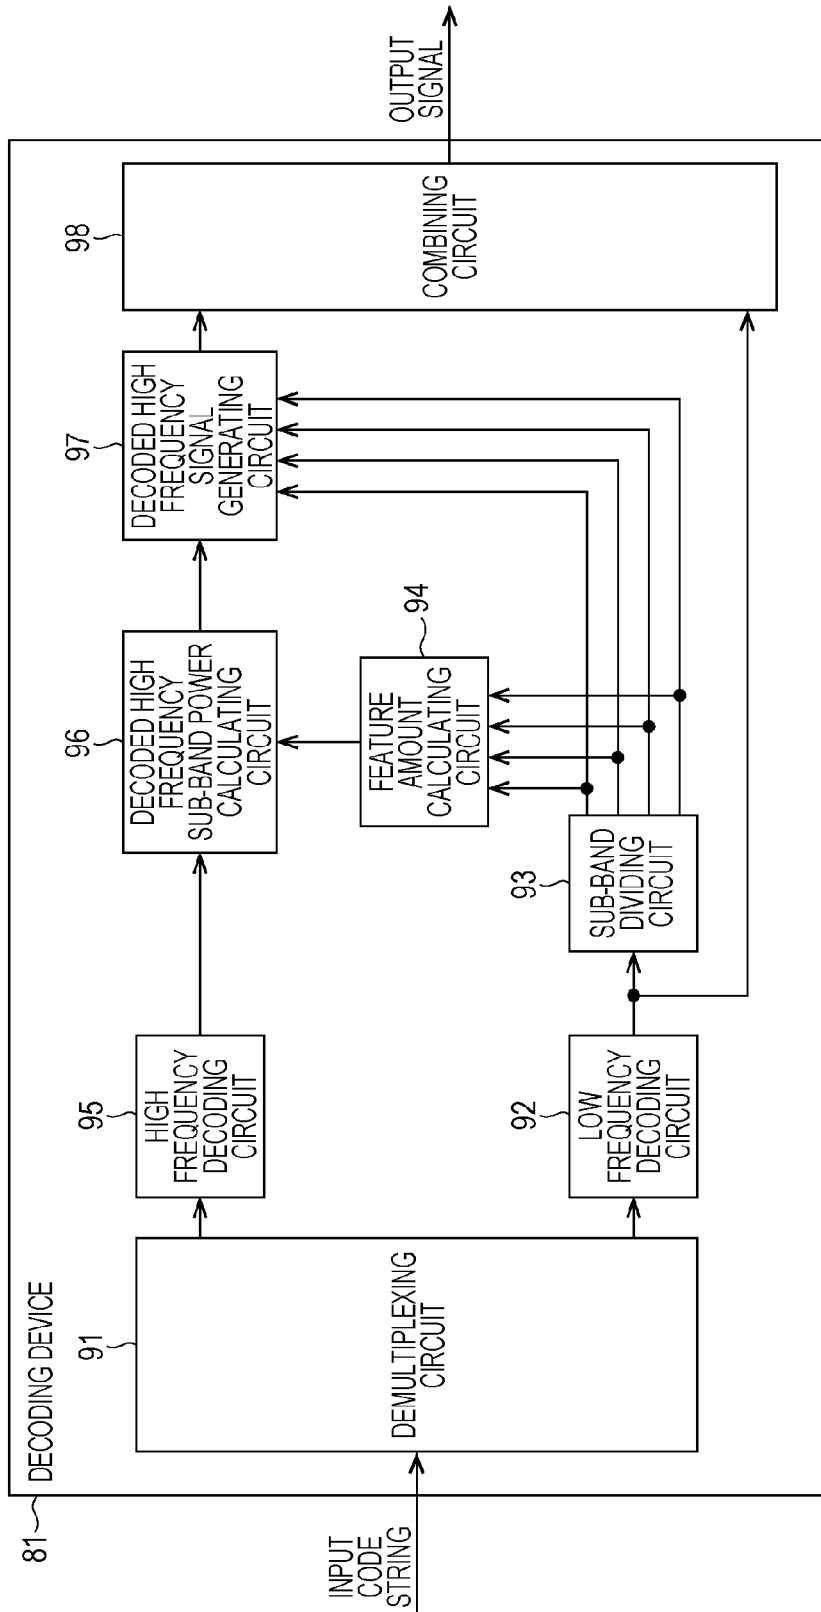 DECODING DEVICE
81
INPUT
CODE
STRING
91
DEMULTIPLEXING
CIRCUIT
95
HIGH
FREQUENCY
DECODING
CIRCUIT
92
LOW
FREQUENCY
DECODING
CIRCUIT
93
SUB-BAND
DIVIDING
CIRCUIT
94
FEATURE
AMOUNT
CALCULATING
CIRCUIT
96
DECODED HIGH
FREQUENCY
SUB-BAND POWER
CALCULATING
CIRCUIT
97
DECODED HIGH
FREQUENCY
SIGNAL
GENERATING
CIRCUIT
98
COMBINING
CIRCUIT
OUTPUT
SIGNAL